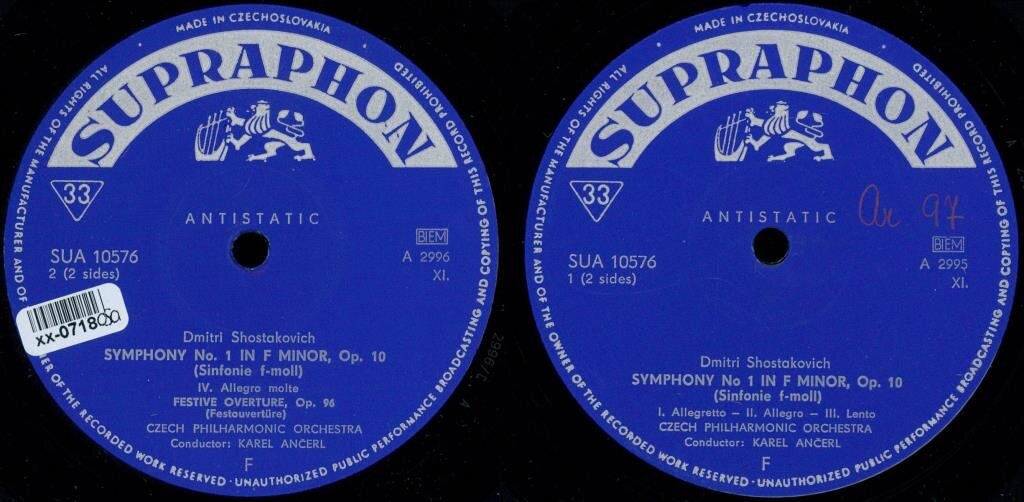 MADE IN CZECHOSLOVAKIA
ALL RIGHTS OF THE MANUFACTURER AND OF
ER OF THE RECORDED WORK RESERVED · UNAUTHORIZED PUBLIC PERFORMANCE BROADCASTING AND COPYING OF THIS RECORD PROHIBITED
SUPRAPHON
33
ANTISTATIC
SUA 10576
2 (2 sides)
BIEM
A 2996
XI.
xx-0718
Dmitri Shostakovich
SYMPHONY No. 1 IN F MINOR, Op. 10
(Sinfonie f-moll)
IV. Allegro molte
FESTIVE OVERTURE, Op. 96
(Festouvertüre)
CZECH PHILHARMONIC ORCHESTRA
Conductor: KAREL ANČERL
F
2996/
MADE IN CZECHOSLOVAKIA
ALL RIGHTS OF THE MANUFACTURER AND OF THE OWNER OF THE RECORDED WORK RESERVED · UNAUTHORIZED PUBLIC PERFORMANCE BROADCASTING AND COPYING OF THIS RECORD PROHIBITED
SUPRAPHON
33
ANTISTATIC
97
SUA 10576
1 (2 sides)
BIEM
A 2995
XI.
Dmitri Shostakovich
SYMPHONY No 1 IN F MINOR, Op. 10
(Sinfonie f-moll)
I. Allegretto – II. Allegro – III. Lento
CZECH PHILHARMONIC ORCHESTRA
Conductor: KAREL ANČERL
F